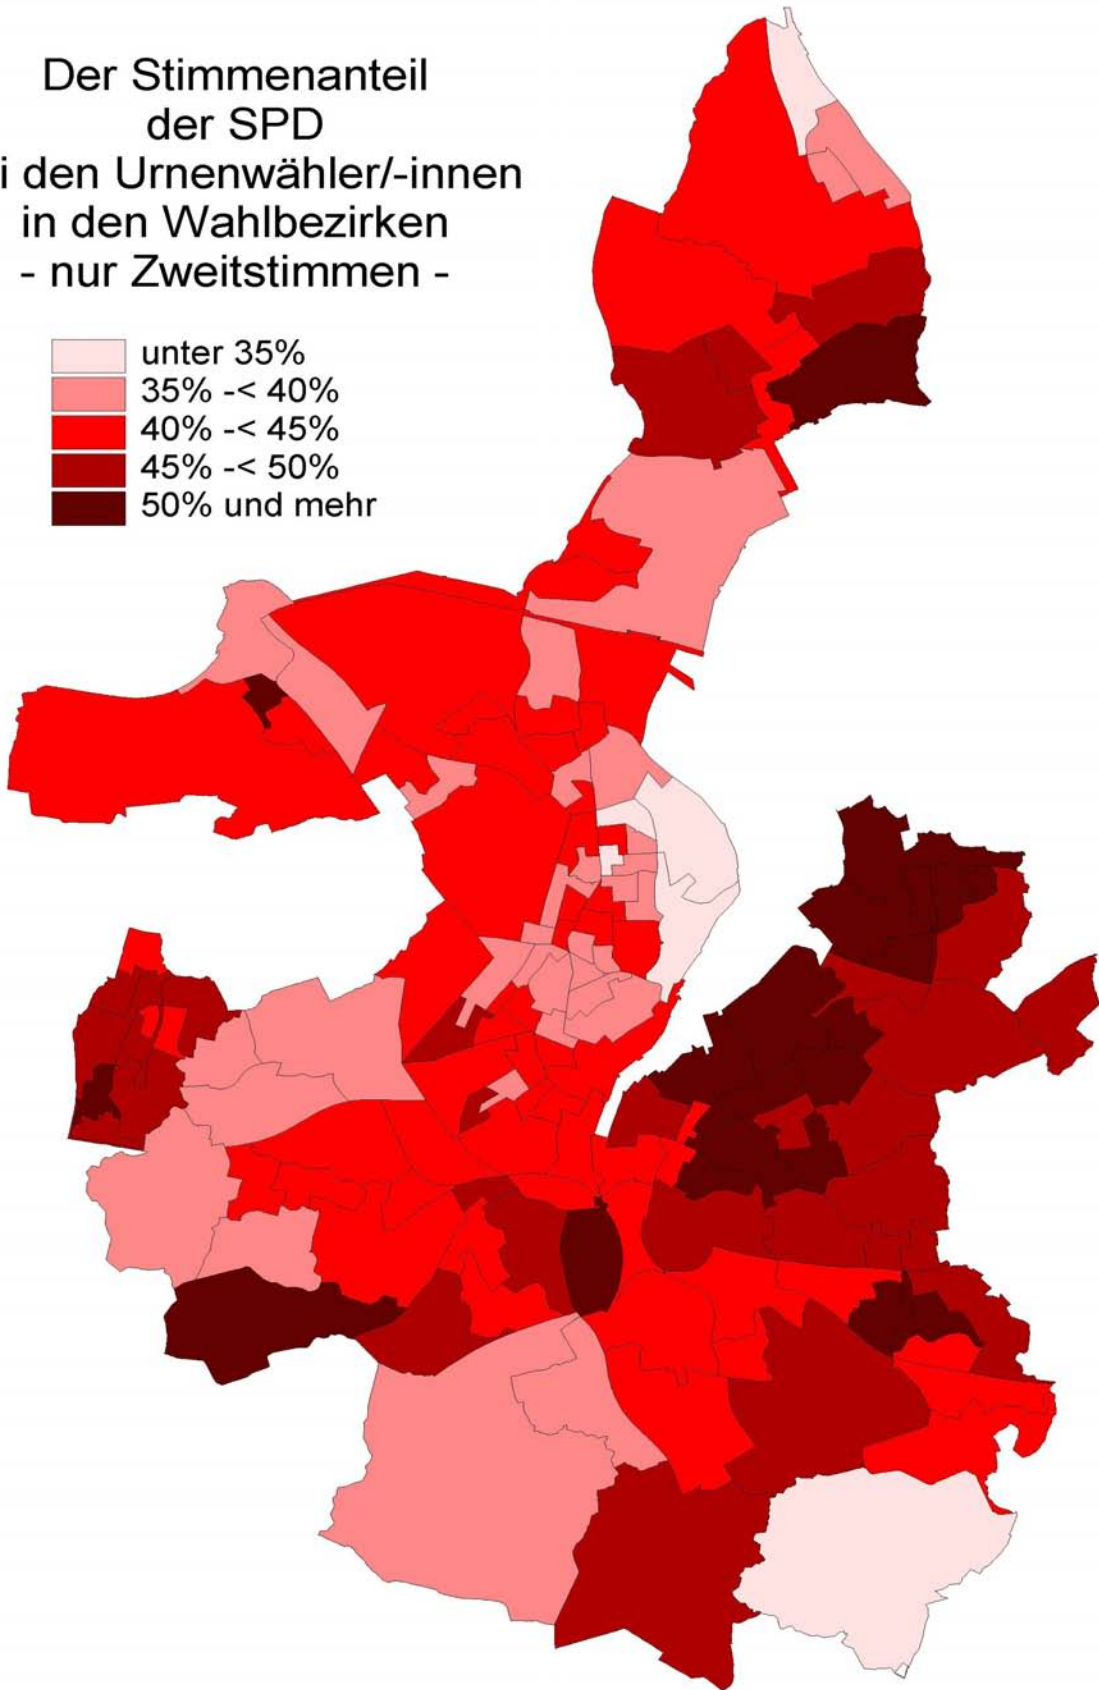 Der Stimmenanteil
der SPD
i den Urnenwähler/-innen
in den Wahlbezirken
- nur Zweitstimmen -
unter 35%
35% -< 40%
40% -< 45%
45% -< 50%
50% und mehr